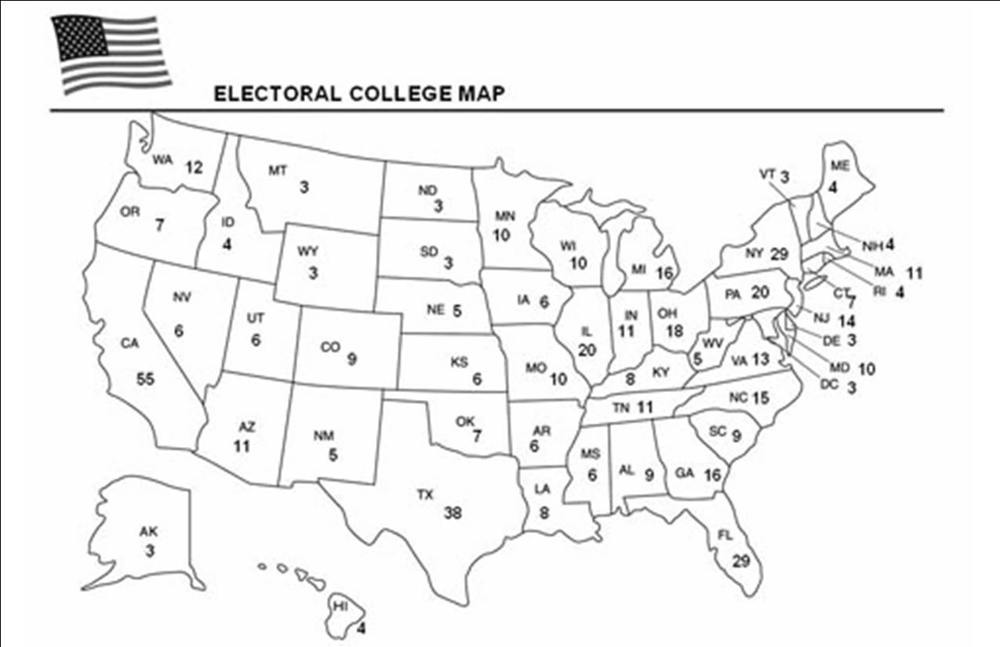 ELECTORAL COLLEGE MAP
WA 12
MT 3
ND 3
MN 10
VT 3
ME 4
OR 7
ID 4
WY 3
SD 3
WI 10
MI 16
NY 29
NH 4
MA 11
RI 4
CT 7
NJ 14
DE 3
MD 10
DC 3
NV 6
UT 6
CO 9
NE 5
IA 6
IL 20
IN 11
OH 18
PA 20
WV 5
VA 13
CA 55
KS 6
MO 10
8 KY
NC 15
TN 11
SC 9
AZ 11
NM 5
OK 7
AR 6
MS 6
AL 9
GA 16
TX 38
LA 8
FL 29
AK 3
HI 4